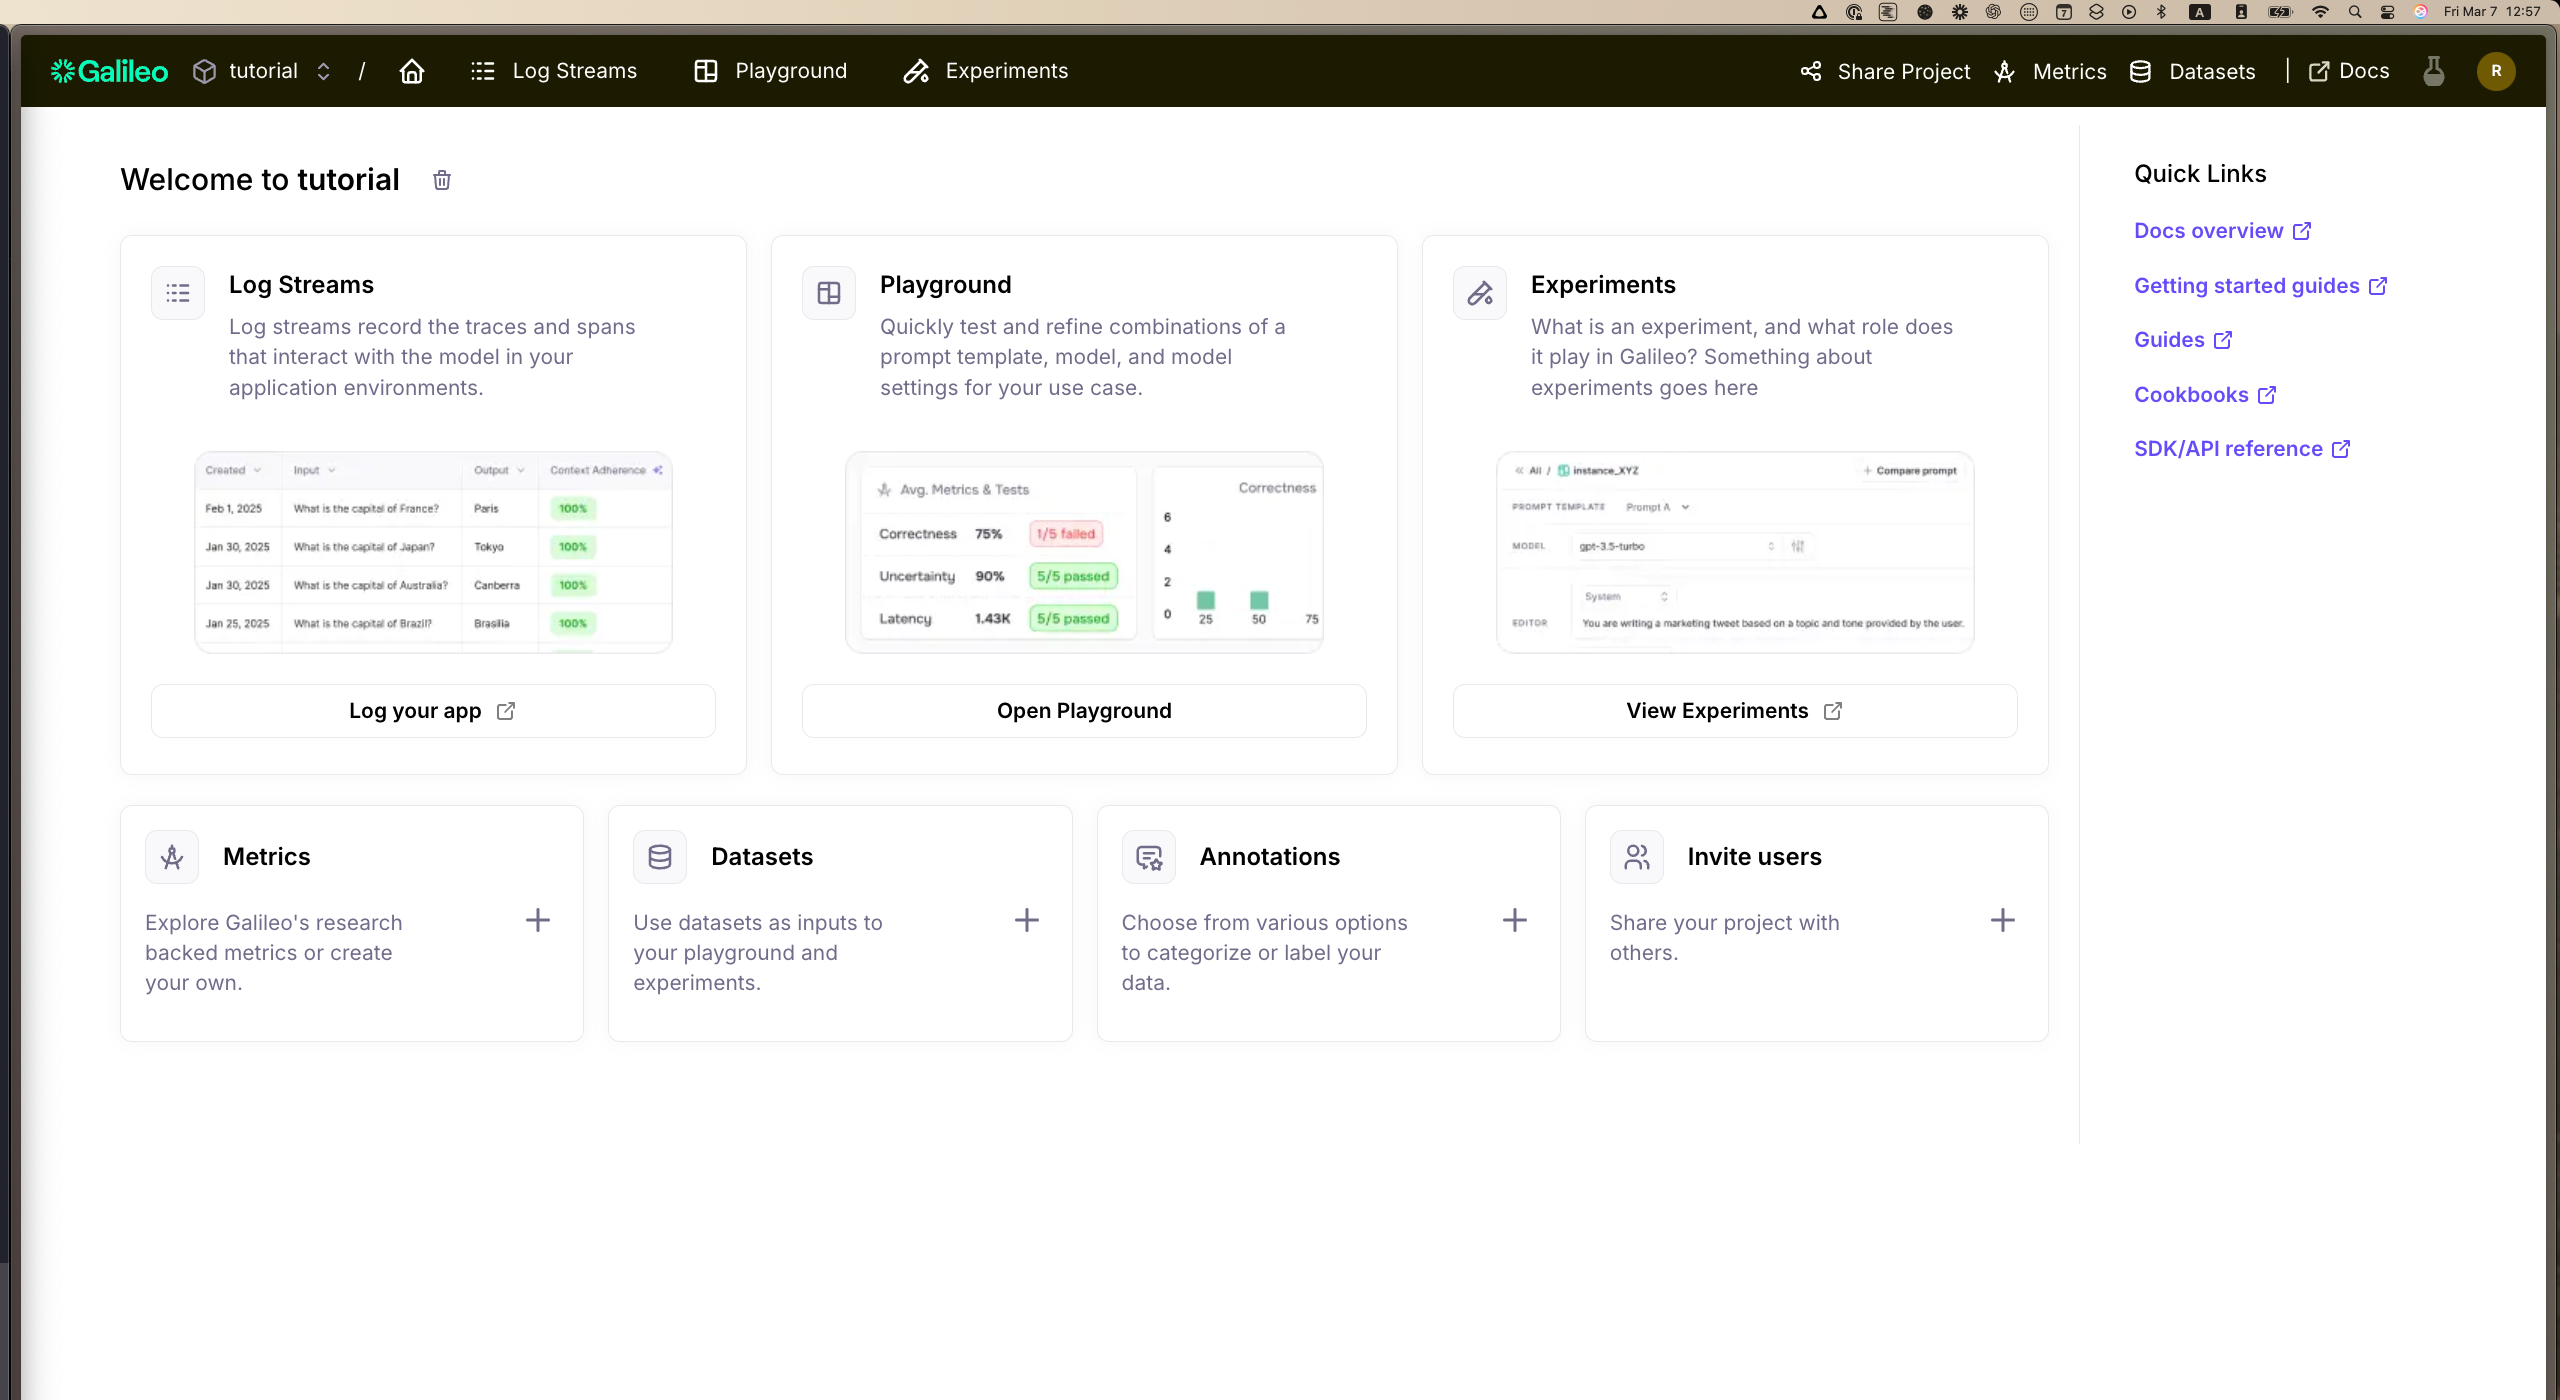 Fri Mar 7 12:57
Galileo tutorial / Log Streams Playground Experiments Share Project Metrics Datasets | Docs R
Welcome to tutorial
Log Streams
Log streams record the traces and spans
that interact with the model in your
application environments.
Created Input Output Context Adherence
Feb 1, 2025 What is the capital of France? Paris 100%
Jan 30, 2025 What is the capital of Japan? Tokyo 100%
Jan 30, 2025 What is the capital of Australia? Canberra 100%
Jan 25, 2025 What is the capital of Brazil? Brasilia 100%
Log your app
Playground
Quickly test and refine combinations of a
prompt template, model, and model
settings for your use case.
Avg. Metrics & Tests
Correctness 75% 1/5 failed
Uncertainty 90% 5/5 passed
Latency 1.43K 5/5 passed
Correctness
6
4
2
0
25 50 75
Open Playground
Experiments
What is an experiment, and what role does
it play in Galileo? Something about
experiments goes here
« All / instance_XYZ + Compare prompt
PROMPT TEMPLATE Prompt A
MODEL gpt-3.5-turbo
System
EDITOR You are writing a marketing tweet based on a topic and tone provided by the user.
View Experiments
Metrics
Explore Galileo's research
backed metrics or create
your own.
Datasets
Use datasets as inputs to
your playground and
experiments.
Annotations
Choose from various options
to categorize or label your
data.
Invite users
Share your project with
others.
Quick Links
Docs overview
Getting started guides
Guides
Cookbooks
SDK/API reference